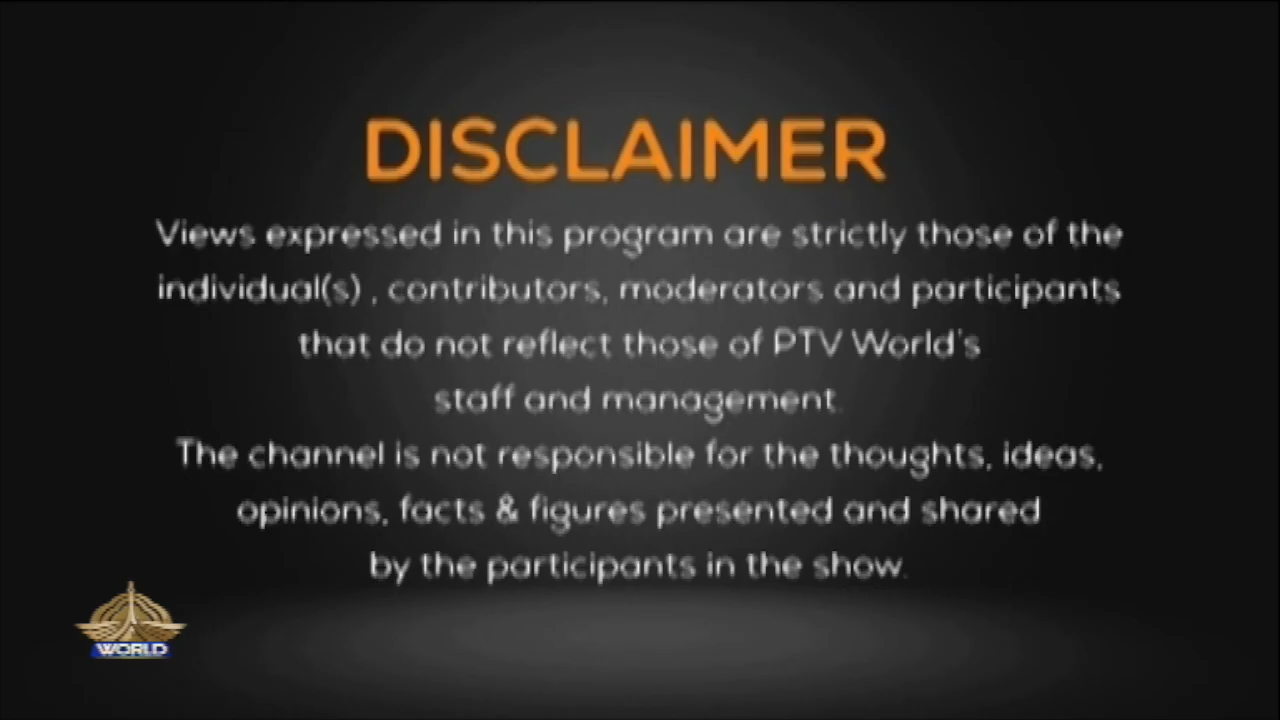 DISCLAIMER
Views expressed in this program are strictly those of the
individual(s) , contributors, moderators and participants
that do not reflect those of PTV World's
staff and management.
The channel is not responsible for the thoughts, ideas,
opinions, facts & figures presented and shared
by the participants in the show.
WORLD